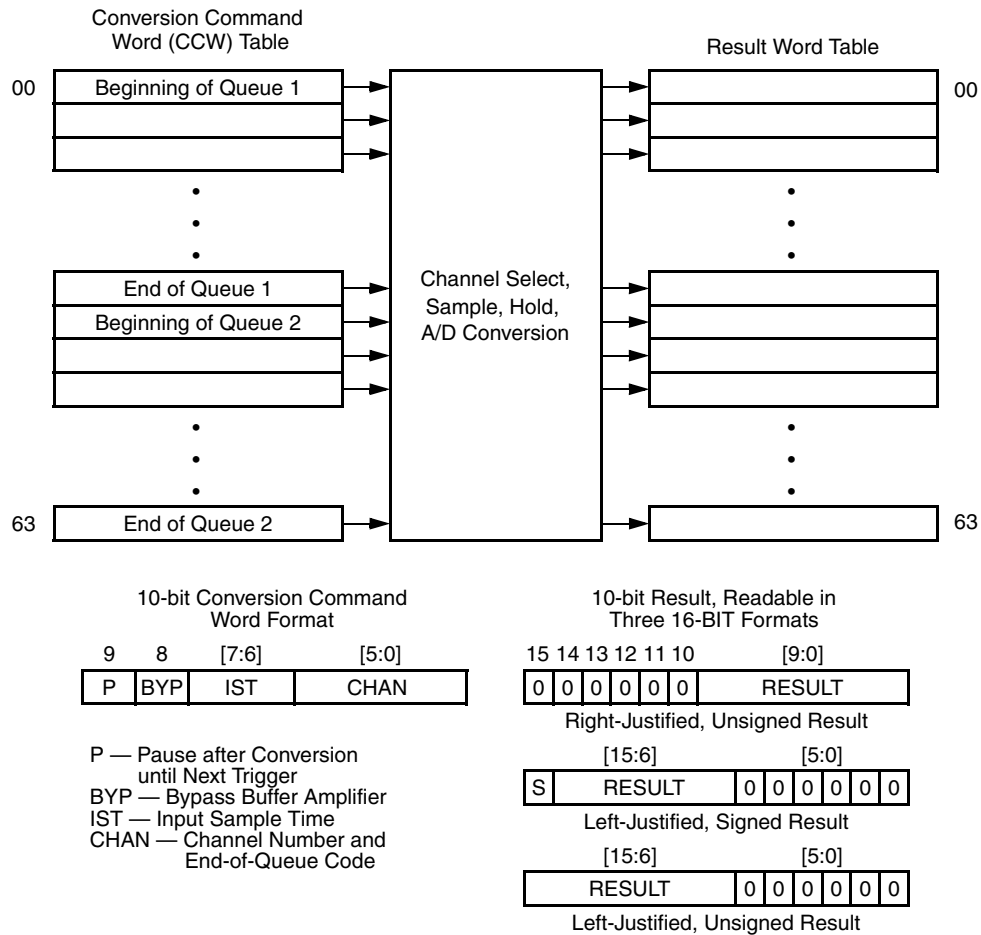 Conversion Command
Word (CCW) Table
Result Word Table
00
Beginning of Queue 1
00
End of Queue 1
Beginning of Queue 2
Channel Select,
Sample, Hold,
A/D Conversion
63
End of Queue 2
63
10-bit Conversion Command
Word Format
9 8 [7:6] [5:0]
P BYP IST CHAN
P — Pause after Conversion
until Next Trigger
BYP — Bypass Buffer Amplifier
IST — Input Sample Time
CHAN — Channel Number and
End-of-Queue Code
10-bit Result, Readable in
Three 16-BIT Formats
15 14 13 12 11 10 [9:0]
0 0 0 0 0 0 RESULT
Right-Justified, Unsigned Result
[15:6] [5:0]
S RESULT 0 0 0 0 0 0
Left-Justified, Signed Result
[15:6] [5:0]
RESULT 0 0 0 0 0 0
Left-Justified, Unsigned Result